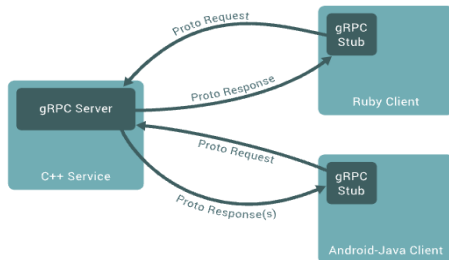 Proto Request
gRPC
Stub
Ruby Client
Proto Response
gRPC Server
C++ Service
Proto Request
gRPC
Stub
Proto Response(s)
Android-Java Client